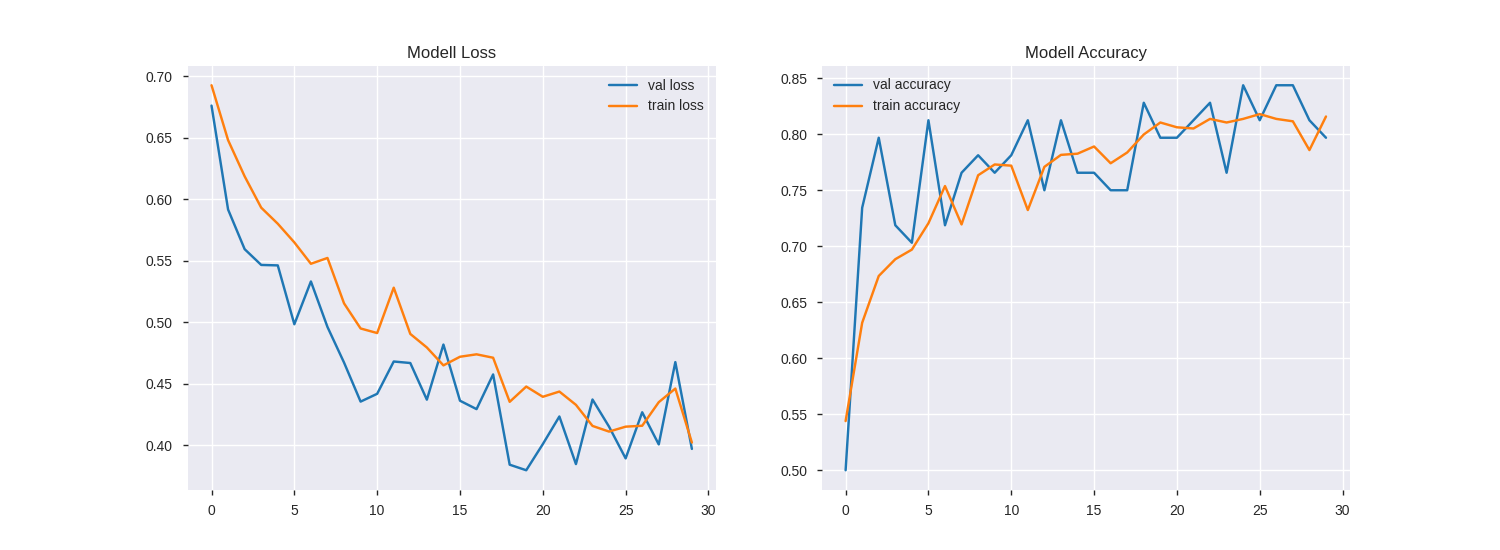 Modell Loss
val loss
train loss
0.70
0.65
0.60
0.55
0.50
0.45
0.40
0 5 10 15 20 25 30
Modell Accuracy
val accuracy
train accuracy
0.85
0.80
0.75
0.70
0.65
0.60
0.55
0.50
0 5 10 15 20 25 30